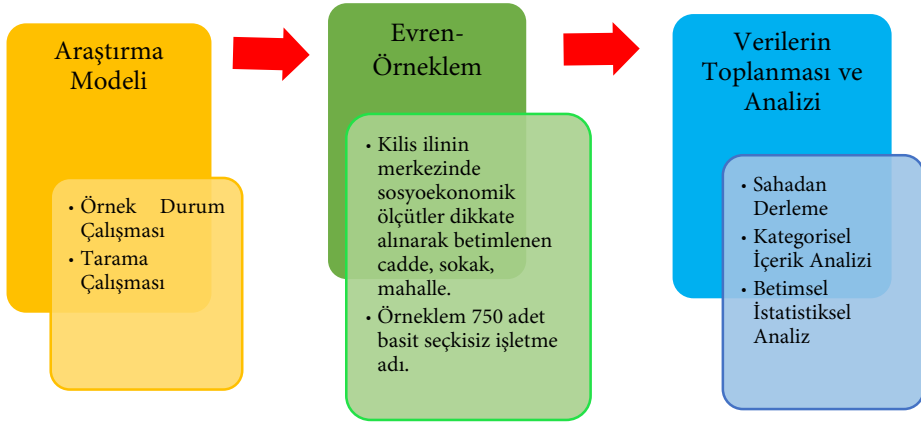 Araştırma
Modeli
• Örnek Durum
Çalışması
• Tarama
Çalışması
Evren-
Örneklem
• Kilis ilinin
merkezinde
sosyoekonomik
ölçütler dikkate
alınarak betimlenen
cadde, sokak,
mahalle.
• Örneklem 750 adet
basit seçkisiz işletme
adı.
Verilerin
Toplanması ve
Analizi
• Sahadan
Derleme
• Kategorisel
İçerik Analizi
• Betimsel
İstatistiksel
Analiz